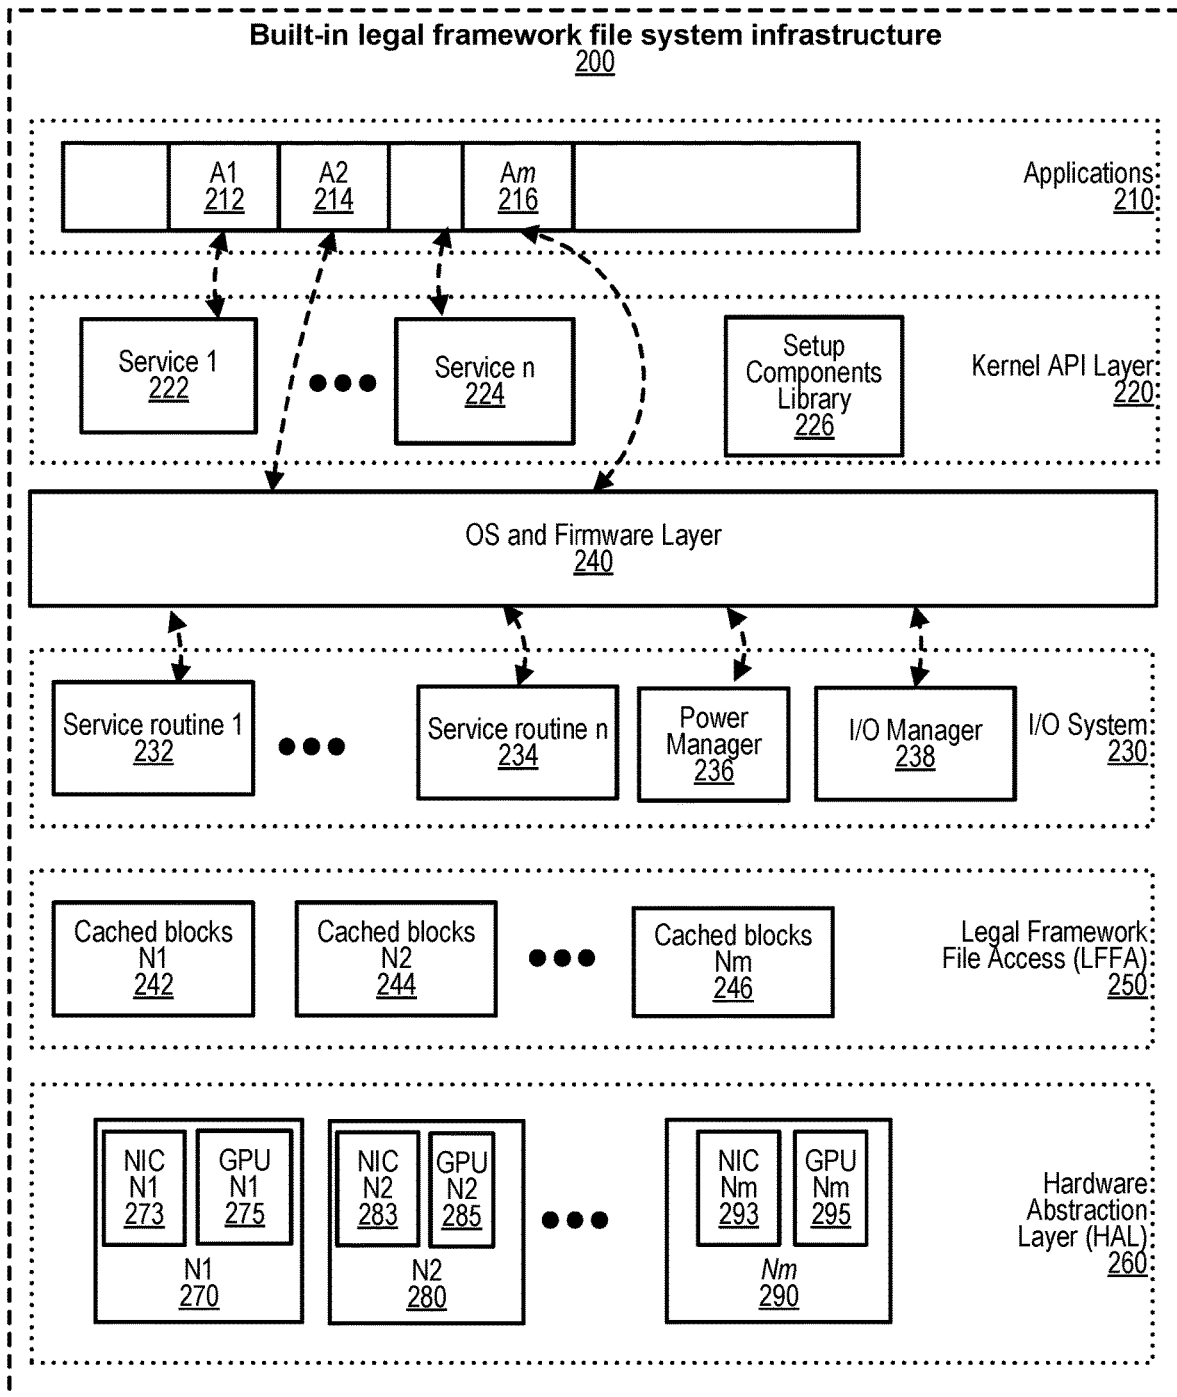 Built-in legal framework file system infrastructure
200
A1
212
A2
214
Am
216
Applications
210
Service 1
222
Service n
224
Setup
Components
Library
226
Kernel API Layer
220
OS and Firmware Layer
240
Service routine 1
232
Service routine n
234
Power
Manager
236
I/O Manager
238
I/O System
230
Cached blocks
N1
242
Cached blocks
N2
244
Cached blocks
Nm
246
Legal Framework
File Access (LFFA)
250
NIC
N1
273
GPU
N1
275
N1
270
NIC
N2
283
GPU
N2
285
N2
280
NIC
Nm
293
GPU
Nm
295
Nm
290
Hardware
Abstraction
Layer (HAL)
260